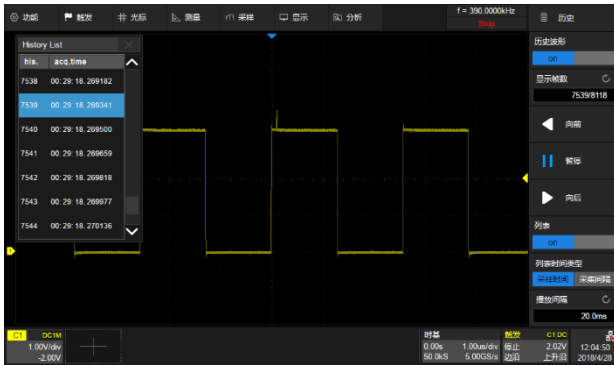 功能 触发 光标 测量 采样 显示 分析 f = 390.0000kHz 历史
Stop
History List
his. acq.time
7538 00:29:18.269182
7539 00:29:18.269341
7540 00:29:18.269500
7541 00:29:18.269659
7542 00:29:18.269818
7543 00:29:18.269977
7544 00:29:18.270136
历史波形
on
显示帧数
7539/8118
向前
暂停
向后
列表
on
列表时间类型
采样时间 采集间隔
播放间隔
20.0ms
C1 DC1M
1.00V/div
-2.00V
时基
0.00s 1.00us/div
50.0kS 5.00GS/s
触发 C1 DC
停止 2.02V
边沿 上升沿
12:04:50
2018/4/28